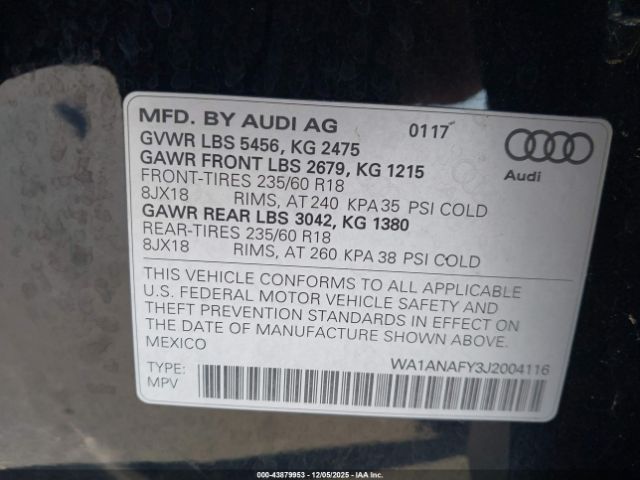 MFD. BY AUDI AG 0117
GVWR LBS 5456, KG 2475
GAWR FRONT LBS 2679, KG 1215
FRONT-TIRES 235/60 R18
8JX18 RIMS, AT 240 KPA 35 PSI COLD
GAWR REAR LBS 3042, KG 1380
REAR-TIRES 235/60 R18
8JX18 RIMS, AT 260 KPA 38 PSI COLD
Audi
THIS VEHICLE CONFORMS TO ALL APPLICABLE
U.S. FEDERAL MOTOR VEHICLE SAFETY AND
THEFT PREVENTION STANDARDS IN EFFECT ON
THE DATE OF MANUFACTURE SHOWN ABOVE.
MEXICO
TYPE: WA1ANAFY3J2004116
MPV
00-43879953 | 12/05/2025 - IAA Inc.